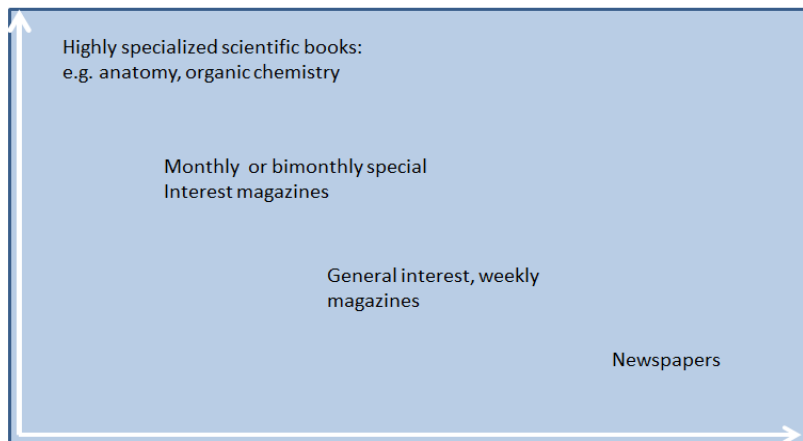 Highly specialized scientific books:
e.g. anatomy, organic chemistry
Monthly or bimonthly special
Interest magazines
General interest, weekly
magazines
Newspapers